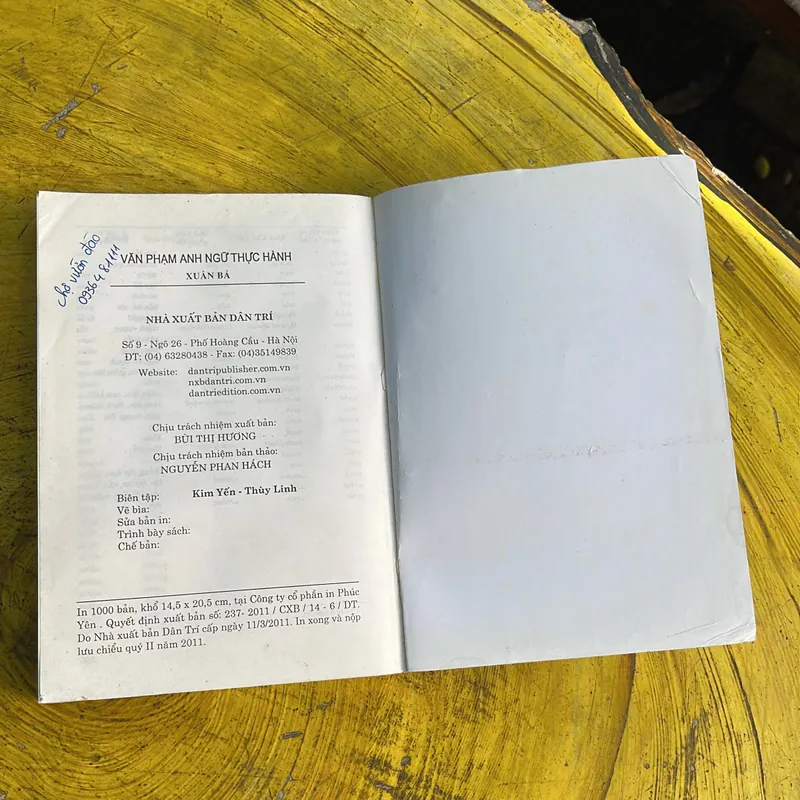 chợ vườn đào
0936481111
VĂN PHẠM ANH NGỮ THỰC HÀNH
XUÂN BÁ
NHÀ XUẤT BẢN DÂN TRÍ
Số 9 - Ngõ 26 - Phố Hoàng Cầu - Hà Nội
ĐT: (04) 63280438 - Fax: (04)35149839
Website: dantripublisher.com.vn
nxbdantri.com.vn
dantriedition.com.vn
Chịu trách nhiệm xuất bản:
BÙI THỊ HƯƠNG
Chịu trách nhiệm bản thảo:
NGUYỄN PHAN HÁCH
Biên tập: Kim Yến - Thùy Linh
Vẽ bìa:
Sửa bản in:
Trình bày sách:
Chế bản:
In 1000 bản, khổ 14,5 x 20,5 cm, tại Công ty cổ phần in Phúc
Yên . Quyết định xuất bản số: 237- 2011 / CXB / 14 - 6 / DT.
Do Nhà xuất bản Dân Trí cấp ngày 11/3/2011. In xong và nộp
lưu chiểu quý II năm 2011.